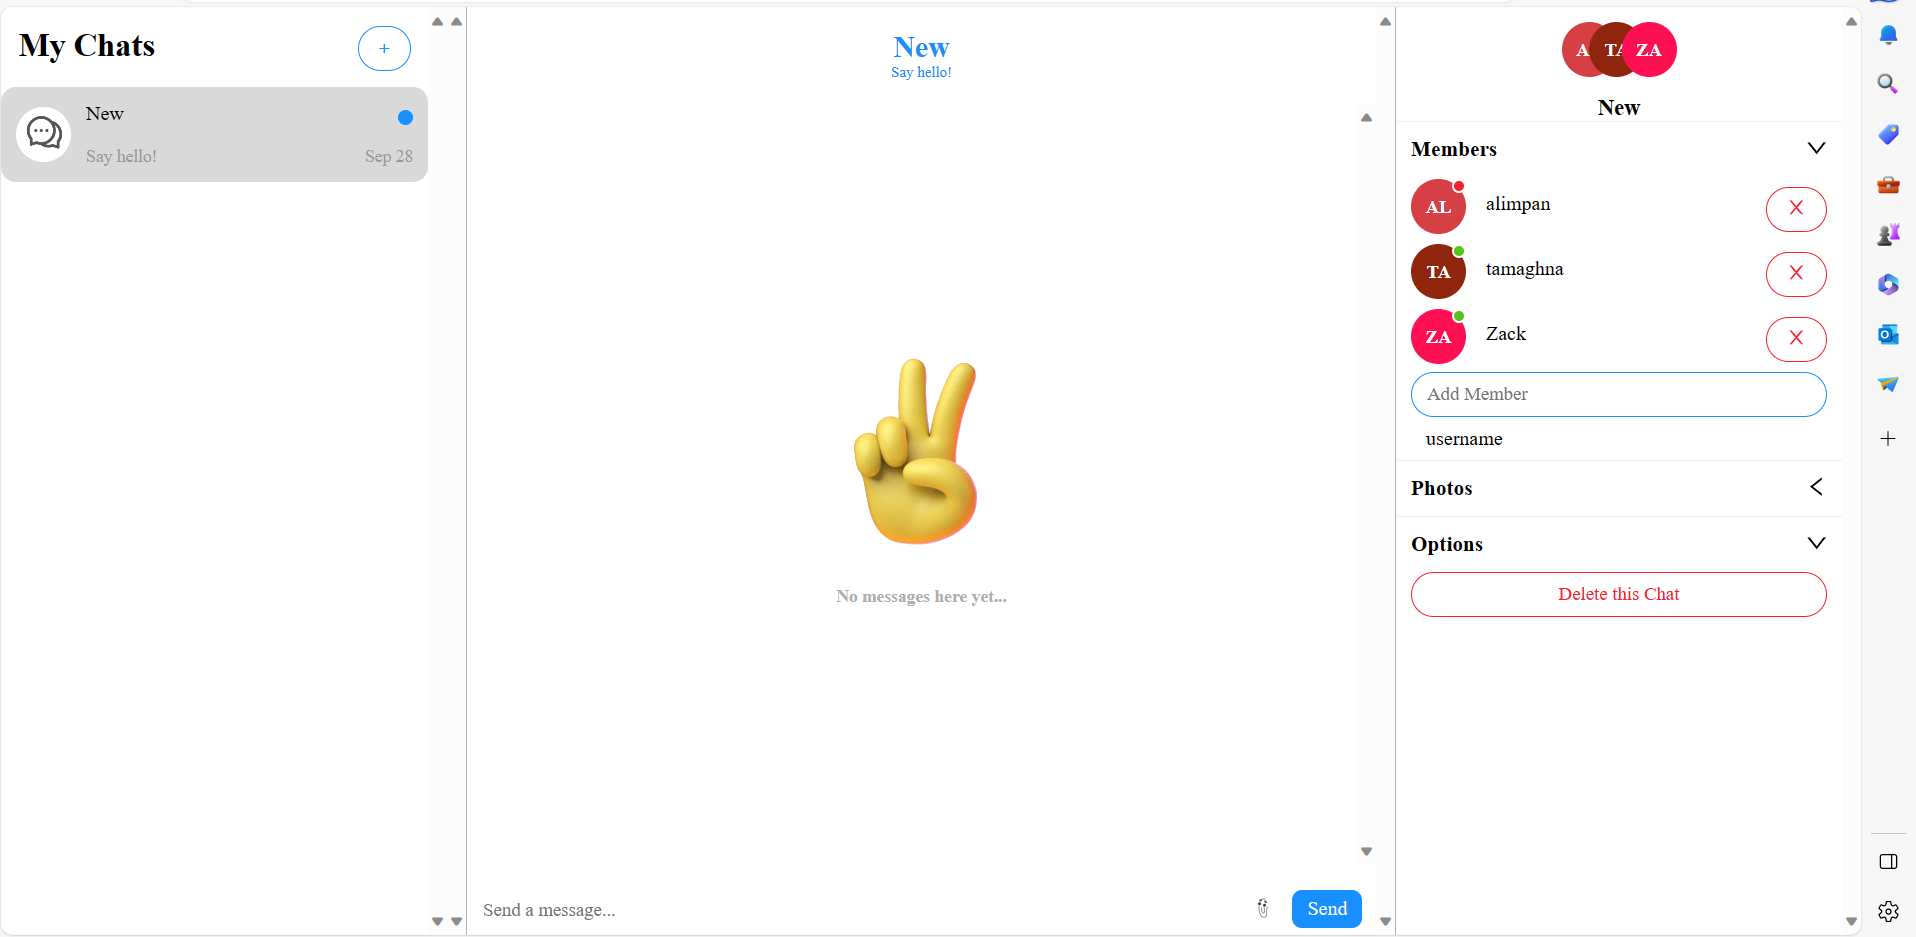 My Chats
+
New
Say hello!
Sep 28
New
Say hello!
No messages here yet...
Send a message...
Send
A
TA
ZA
New
Members
AL
alimpan
X
TA
tamaghna
X
ZA
Zack
X
Add Member
username
Photos
Options
Delete this Chat